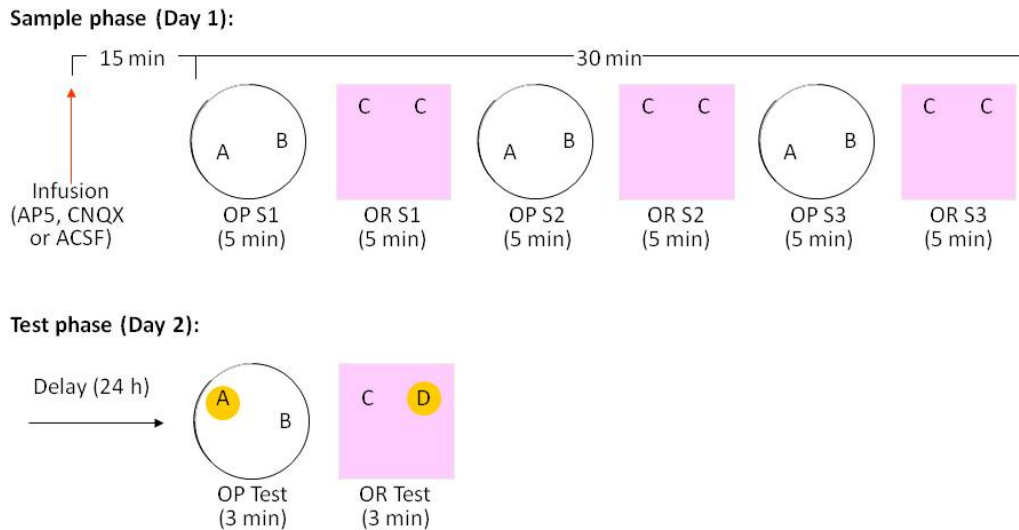 Sample phase (Day 1):
15 min
30 min
A B
C C
A B
C C
A B
C C
Infusion
(AP5, CNQX
or ACSF)
OP S1
(5 min)
OR S1
(5 min)
OP S2
(5 min)
OR S2
(5 min)
OP S3
(5 min)
OR S3
(5 min)
Test phase (Day 2):
Delay (24 h)
A
B
C D
OP Test
(3 min)
OR Test
(3 min)